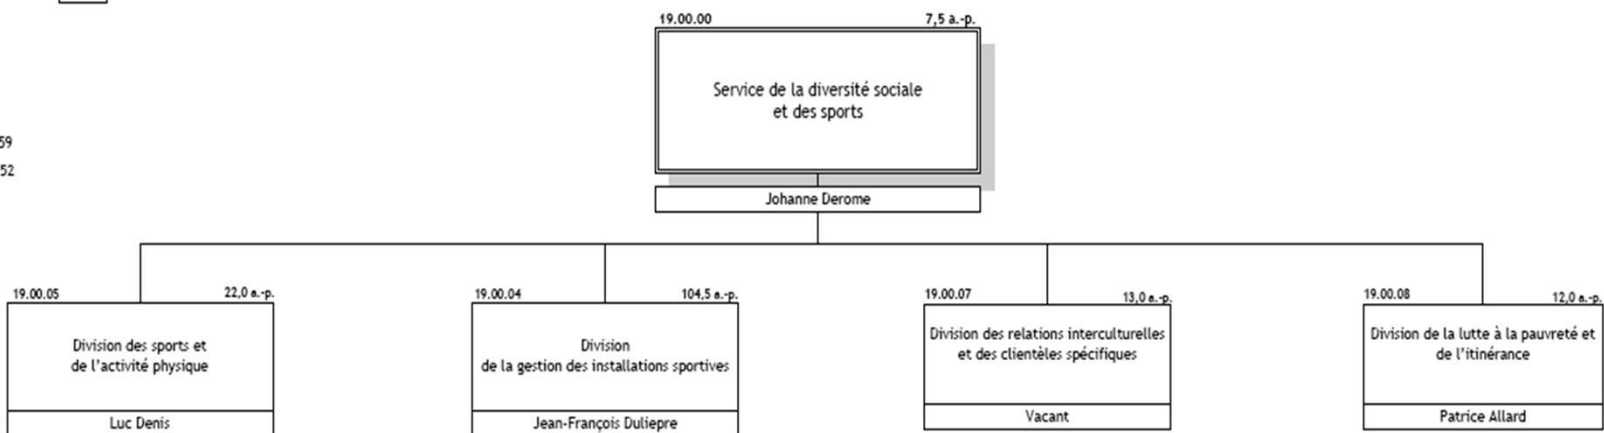 19.00.00 7,5 a.-p.
Service de la diversité sociale
et des sports
59
52
Johanne Derome
19.00.05 22,0 a.-p.
Division des sports et
de l'activité physique
Luc Denis
19.00.04 104,5 a.-p.
Division
de la gestion des installations sportives
Jean-François Duliepre
19.00.07 13,0 a.-p.
Division des relations interculturelles
et des clientèles spécifiques
Vacant
19.00.08 12,0 a.-p.
Division de la lutte à la pauvreté et
de l'itinérance
Patrice Allard